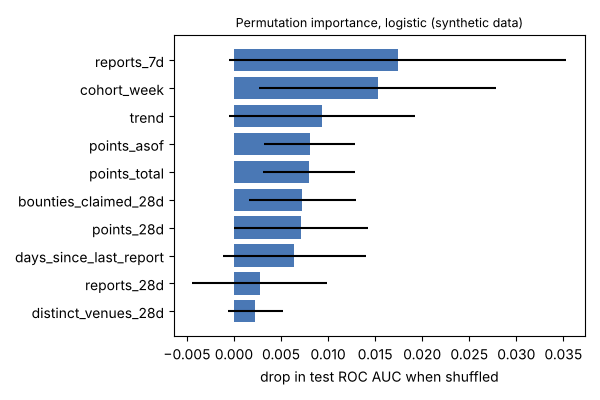 Permutation importance, logistic (synthetic data)
reports_7d
cohort_week
trend
points_asof
points_total
bounties_claimed_28d
points_28d
days_since_last_report
reports_28d
distinct_venues_28d
−0.005 0.000 0.005 0.010 0.015 0.020 0.025 0.030 0.035
drop in test ROC AUC when shuffled